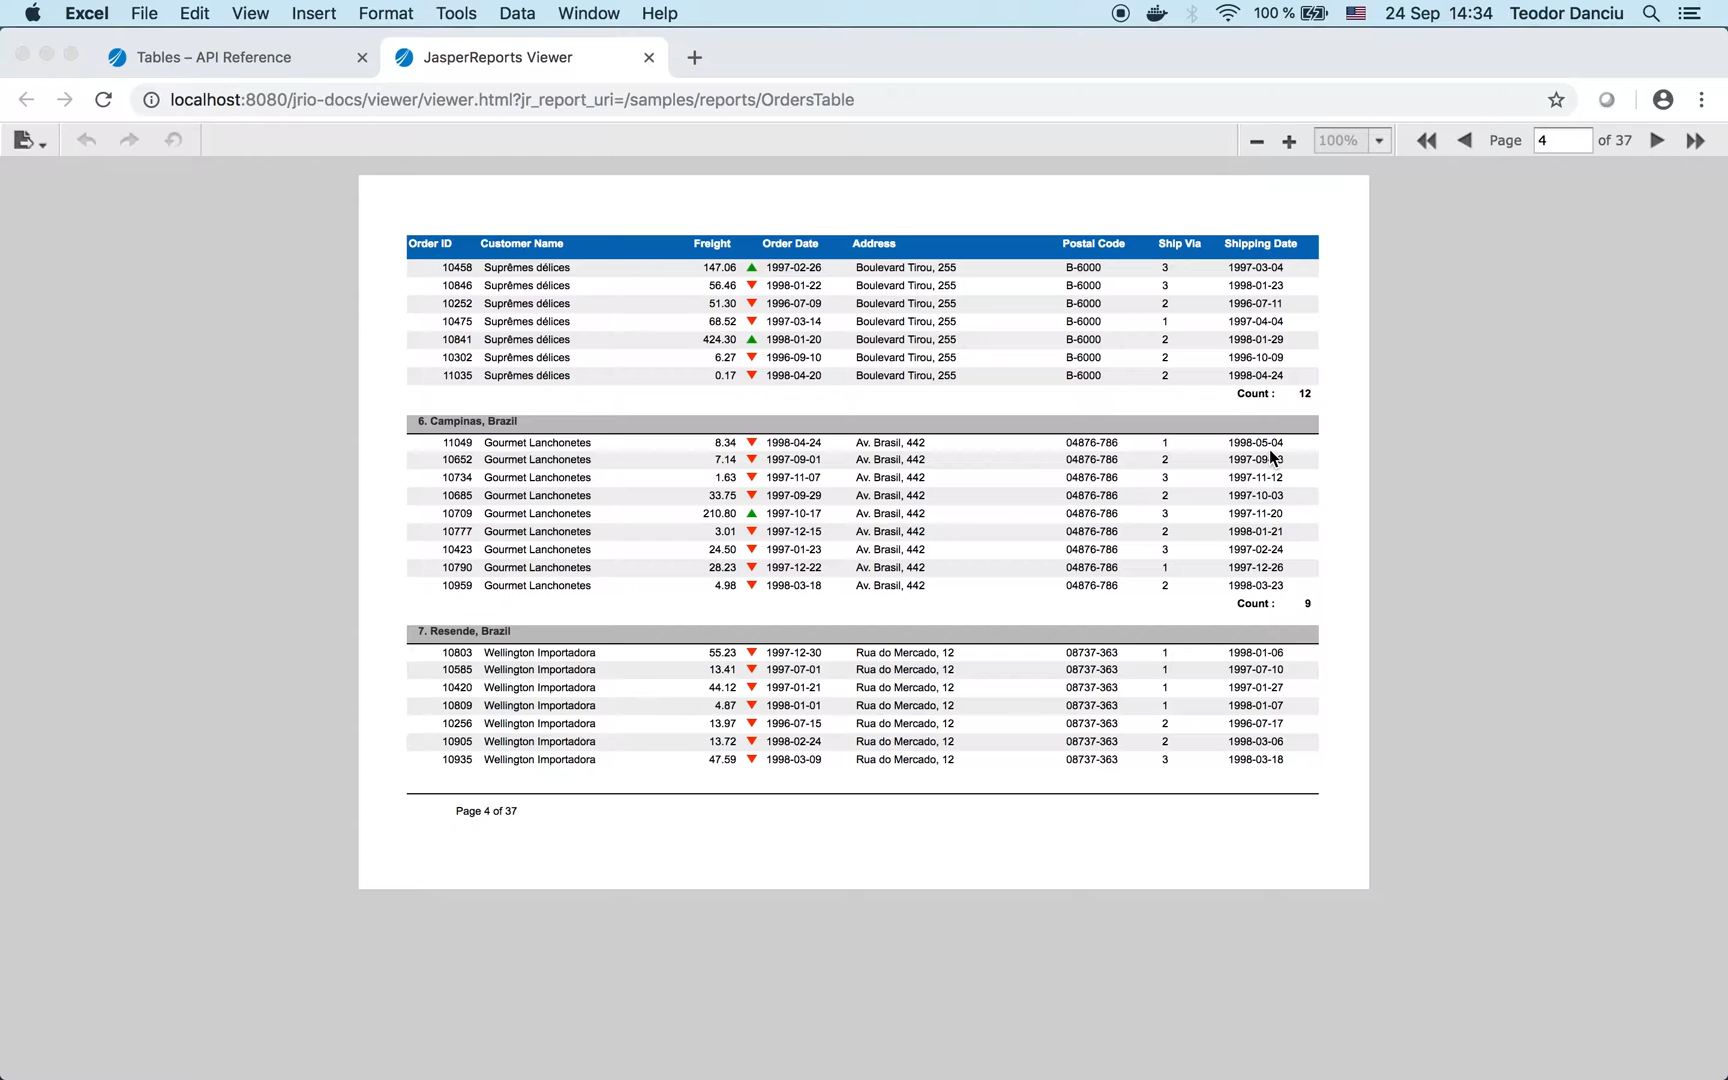 Excel File Edit View Insert Format Tools Data Window Help 100 % 24 Sep 14:34 Teodor Danciu
Tables – API Reference JasperReports Viewer
localhost:8080/jrio-docs/viewer/viewer.html?jr_report_uri=/samples/reports/OrdersTable
100% Page 4 of 37
Order ID Customer Name Freight Order Date Address Postal Code Ship Via Shipping Date
10458 Suprêmes délices 147.06 1997-02-26 Boulevard Tirou, 255 B-6000 3 1997-03-04
10846 Suprêmes délices 56.46 1998-01-22 Boulevard Tirou, 255 B-6000 3 1998-01-23
10252 Suprêmes délices 51.30 1996-07-09 Boulevard Tirou, 255 B-6000 2 1996-07-11
10475 Suprêmes délices 68.52 1997-03-14 Boulevard Tirou, 255 B-6000 1 1997-04-04
10841 Suprêmes délices 424.30 1998-01-20 Boulevard Tirou, 255 B-6000 2 1998-01-29
10302 Suprêmes délices 6.27 1996-09-10 Boulevard Tirou, 255 B-6000 2 1996-10-09
11035 Suprêmes délices 0.17 1998-04-20 Boulevard Tirou, 255 B-6000 2 1998-04-24
Count : 12
6. Campinas, Brazil
11049 Gourmet Lanchonetes 8.34 1998-04-24 Av. Brasil, 442 04876-786 1 1998-05-04
10652 Gourmet Lanchonetes 7.14 1997-09-01 Av. Brasil, 442 04876-786 2
10734 Gourmet Lanchonetes 1.63 1997-11-07 Av. Brasil, 442 04876-786 3 1997-11-12
10685 Gourmet Lanchonetes 33.75 1997-09-29 Av. Brasil, 442 04876-786 2 1997-10-03
10709 Gourmet Lanchonetes 210.80 1997-10-17 Av. Brasil, 442 04876-786 3 1997-11-20
10777 Gourmet Lanchonetes 3.01 1997-12-15 Av. Brasil, 442 04876-786 2 1998-01-21
10423 Gourmet Lanchonetes 24.50 1997-01-23 Av. Brasil, 442 04876-786 3 1997-02-24
10790 Gourmet Lanchonetes 28.23 1997-12-22 Av. Brasil, 442 04876-786 1 1997-12-26
10959 Gourmet Lanchonetes 4.98 1998-03-18 Av. Brasil, 442 04876-786 2 1998-03-23
Count : 9
7. Resende, Brazil
10803 Wellington Importadora 55.23 1997-12-30 Rua do Mercado, 12 08737-363 1 1998-01-06
10585 Wellington Importadora 13.41 1997-07-01 Rua do Mercado, 12 08737-363 1 1997-07-10
10420 Wellington Importadora 44.12 1997-01-21 Rua do Mercado, 12 08737-363 1 1997-01-27
10809 Wellington Importadora 4.87 1998-01-01 Rua do Mercado, 12 08737-363 1 1998-01-07
10256 Wellington Importadora 13.97 1996-07-15 Rua do Mercado, 12 08737-363 2 1996-07-17
10905 Wellington Importadora 13.72 1998-02-24 Rua do Mercado, 12 08737-363 2 1998-03-06
10935 Wellington Importadora 47.59 1998-03-09 Rua do Mercado, 12 08737-363 3 1998-03-18
Page 4 of 37